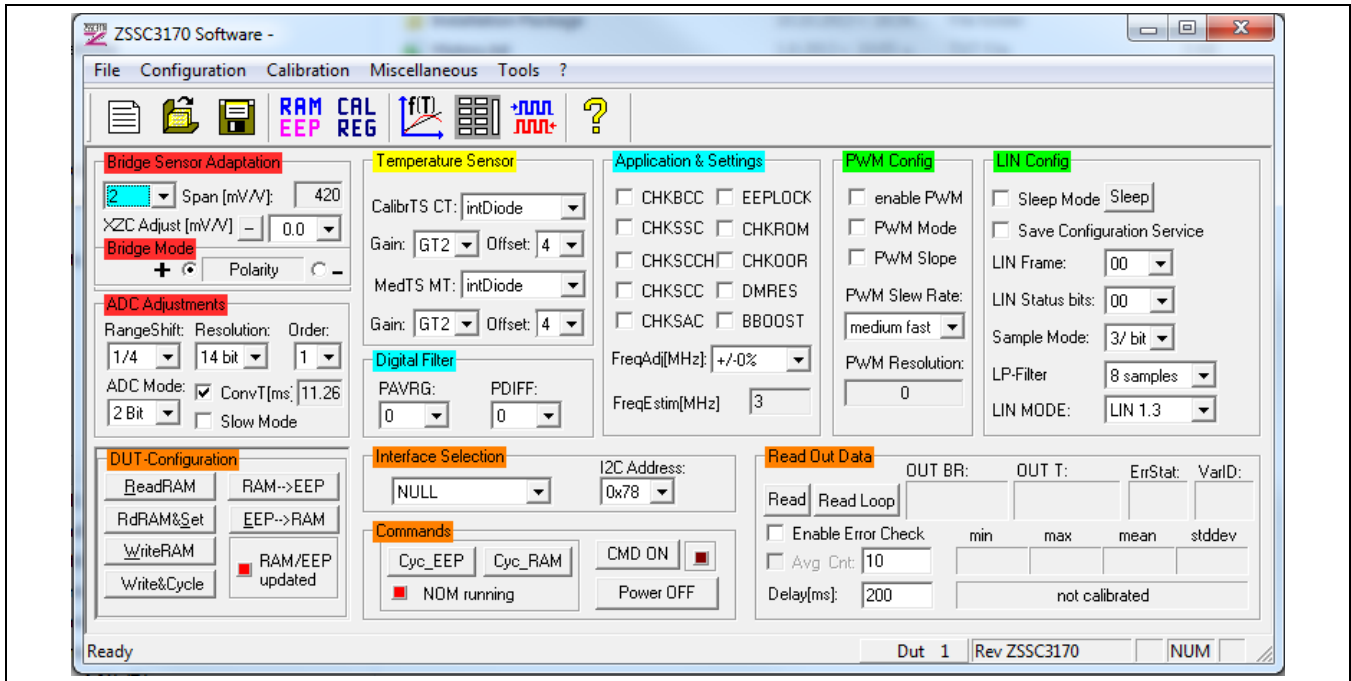 ZSSC3170 Software -
File Configuration Calibration Miscellaneous Tools ?
RAM EEP CAL REG f(T) ?
Bridge Sensor Adaptation
2 Span [mV/V]: 420
XZC Adjust [mV/V] - 0.0
Bridge Mode
+ Polarity -
ADC Adjustments
RangeShift: Resolution: Order:
1/4 14 bit 1
ADC Mode: ConvT[ms] 11.26
2 Bit Slow Mode
Temperature Sensor
CalibrTS CT: intDiode
Gain: GT2 Offset: 4
MedTS MT: intDiode
Gain: GT2 Offset: 4
Digital Filter
PAVRG: PDIFF:
0 0
Application & Settings
CHKBCC EEPLOCK
CHKSSC CHKROM
CHKSCCH CHKOOR
CHKSCC DMRES
CHKSAC BBOOST
FreqAdj[MHz]: +/-0%
FreqEstim[MHz] 3
PWM Config
enable PWM
PWM Mode
PWM Slope
PWM Slew Rate:
medium fast
PWM Resolution:
0
LIN Config
Sleep Mode Sleep
Save Configuration Service
LIN Frame: 00
LIN Status bits: 00
Sample Mode: 3/ bit
LP-Filter 8 samples
LIN MODE: LIN 1.3
DUT-Configuration
ReadRAM RAM-->EEP
RdRAM&Set EEP-->RAM
WriteRAM RAM/EEP updated
Write&Cycle
Interface Selection
NULL
I2C Address:
0x78
Commands
Cyc_EEP Cyc_RAM CMD ON
NOM running Power OFF
Read Out Data
OUT BR: OUT T: ErrStat: VarID:
Read Read Loop
Enable Error Check min max mean stddev
Avg Cnt: 10
Delay[ms]: 200 not calibrated
Ready Dut 1 Rev ZSSC3170 NUM